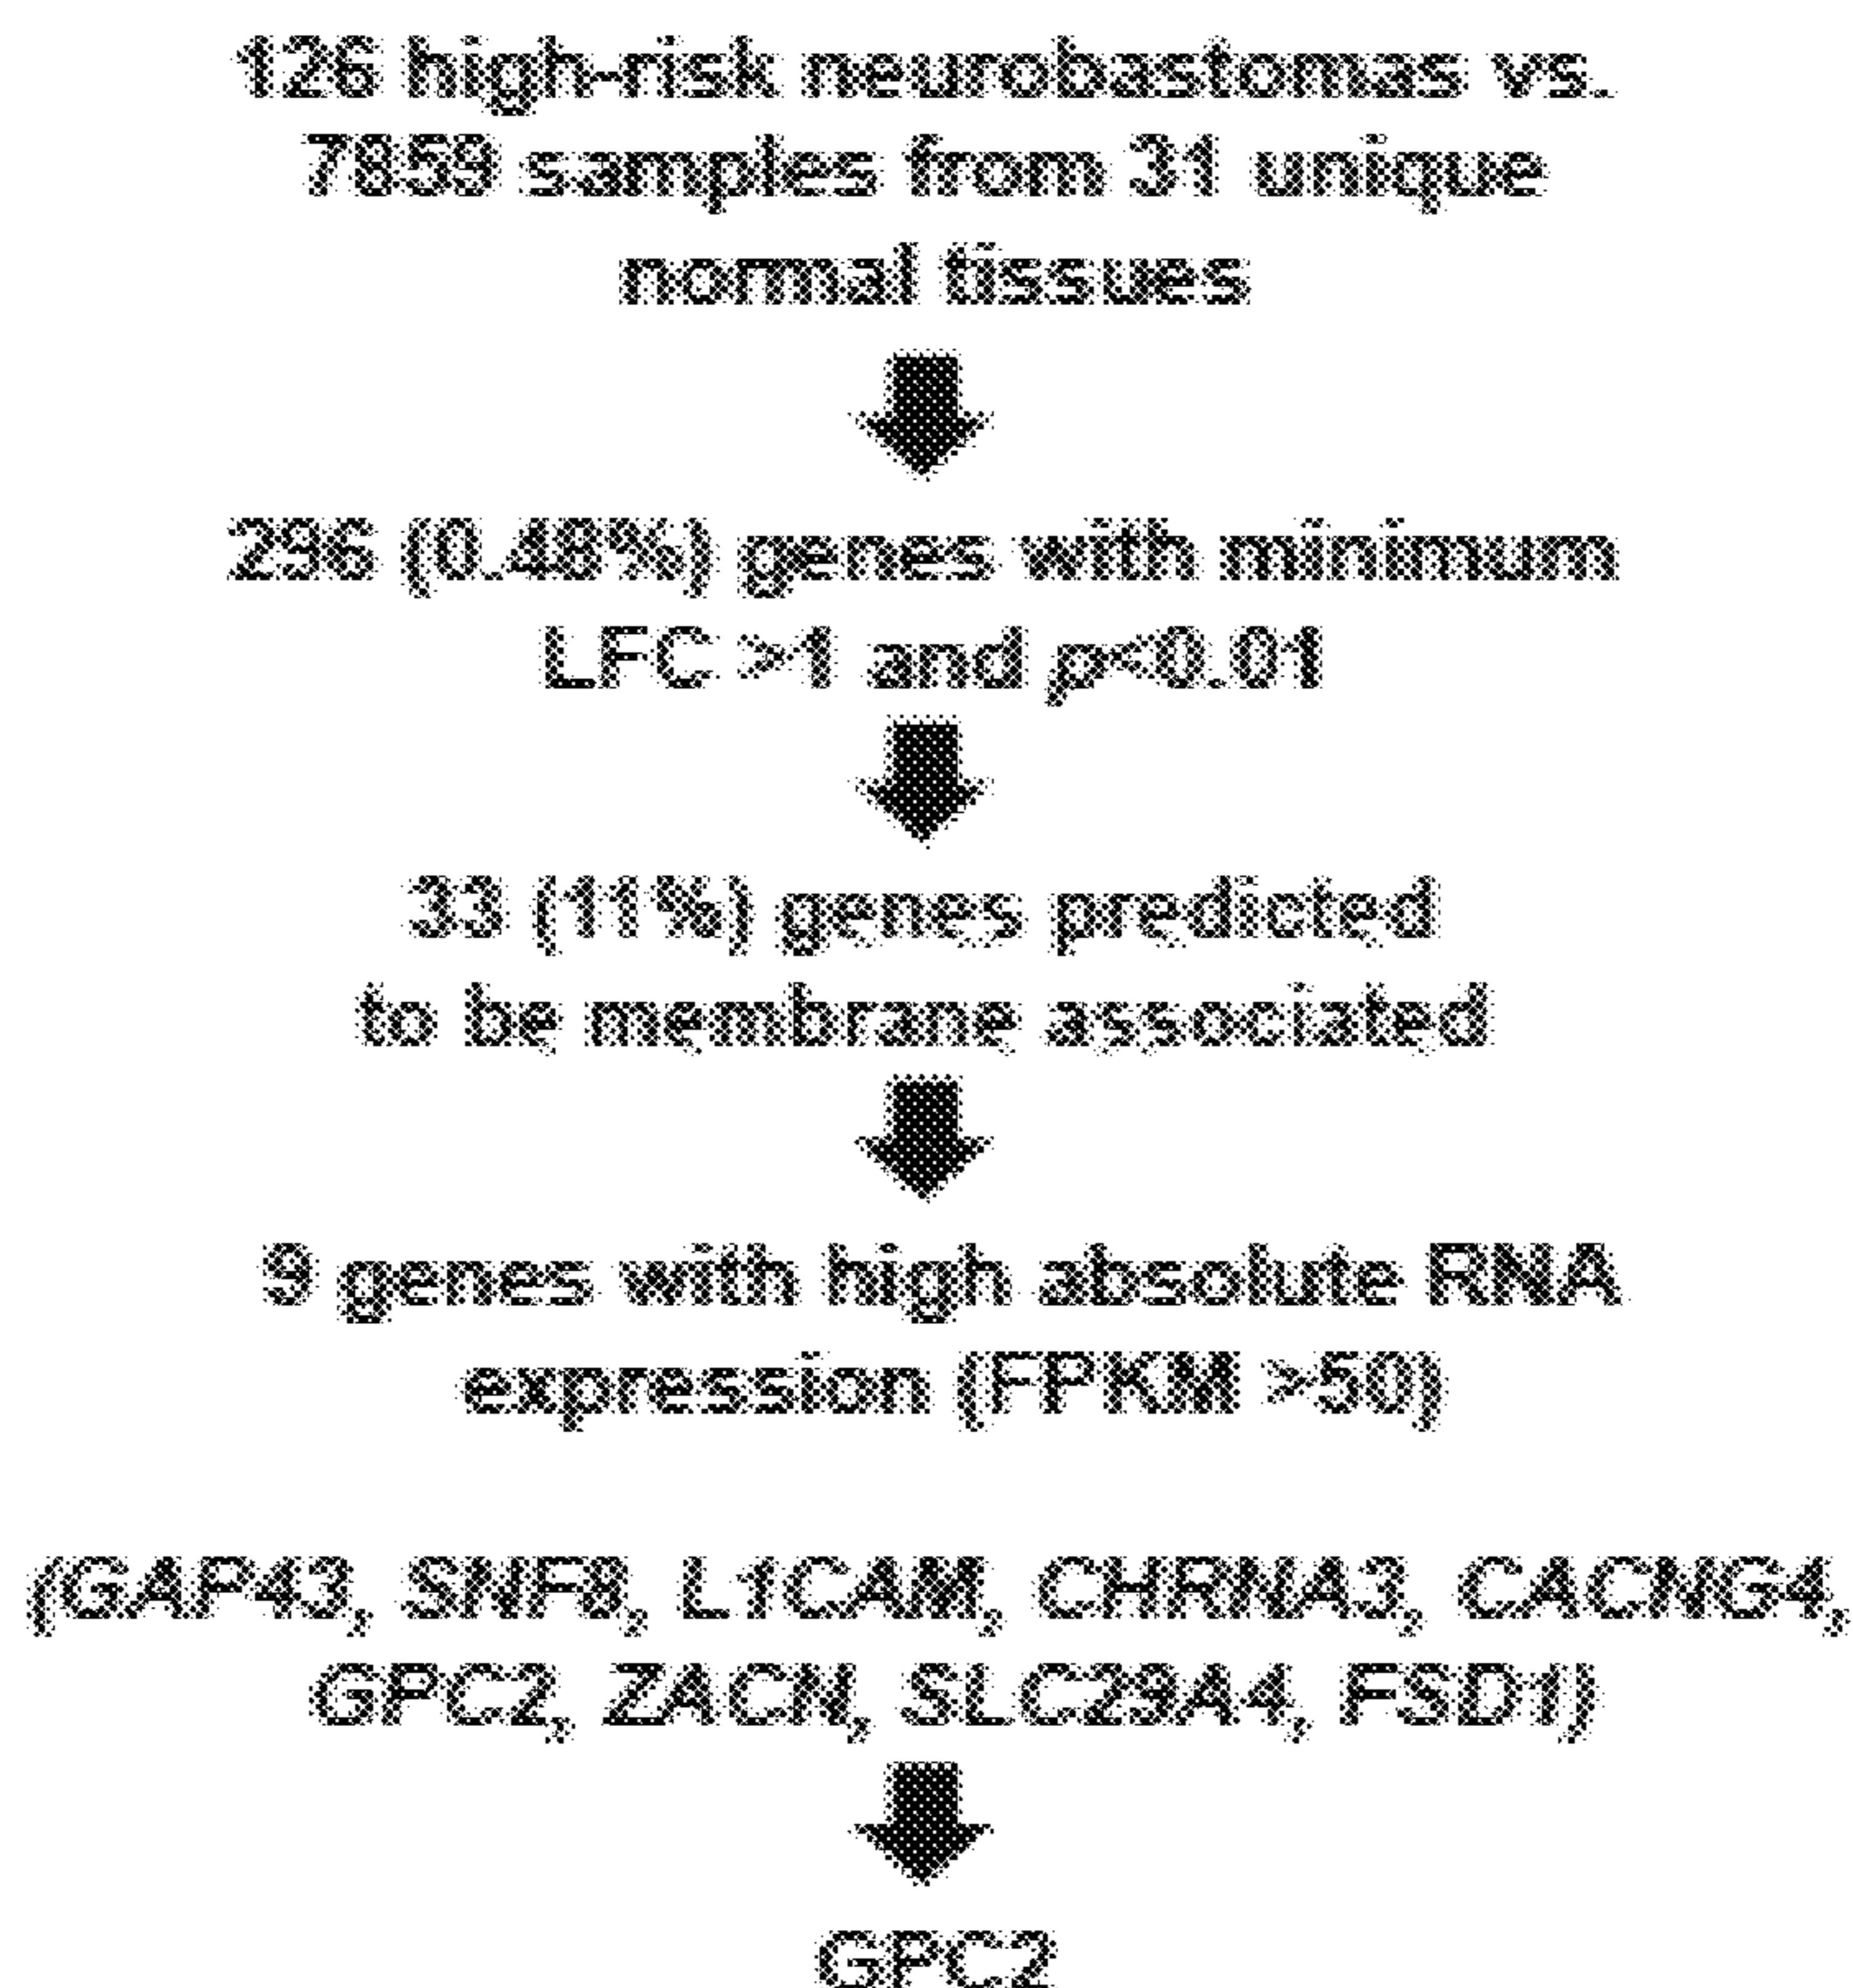 126 high-risk neurobastomas vs.
7859 samples from 31 unique
normal tissues
296 (0.48%) genes with minimum
LFC >1 and p<0.01
33 (11%) genes predicted
to be membrane associated
9 genes with high absolute RNA
expression (FPKM >50)
(GAP43, SNF8, L1CAM, CHRNA3, CACNG4,
GPC2, ZACN, SLC29A4, FSD1)
GPC2